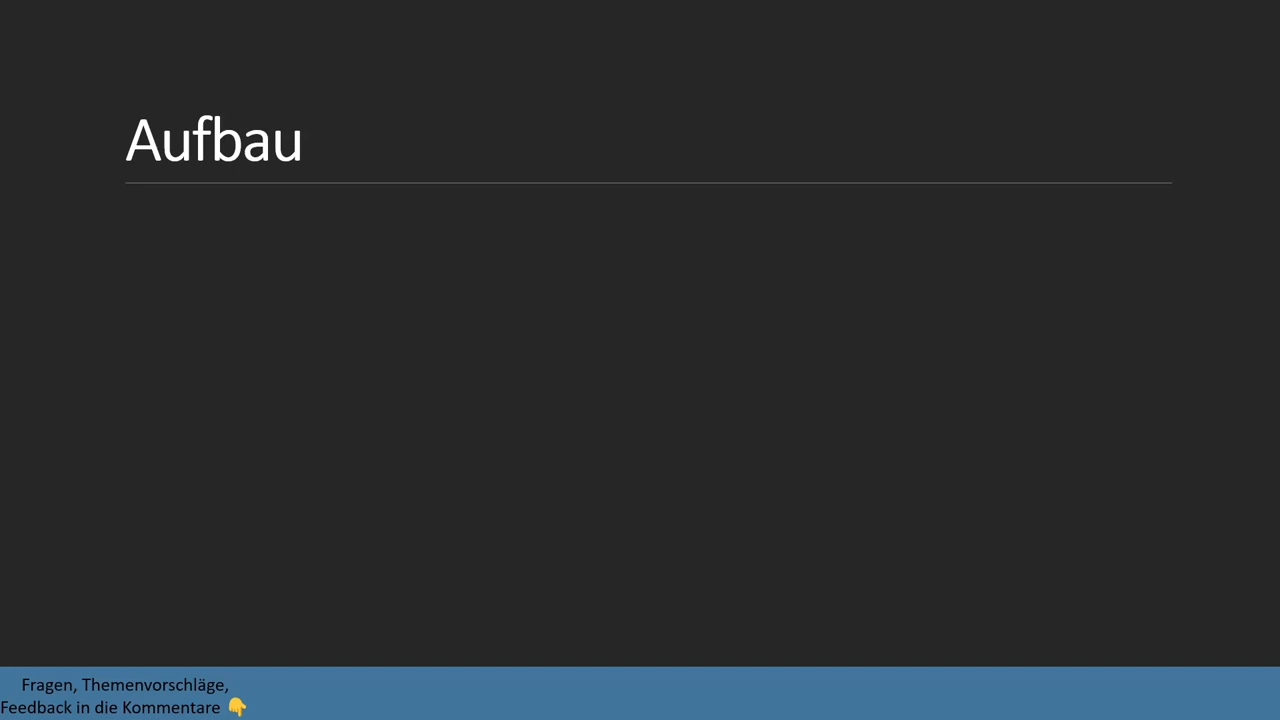 Aufbau
Fragen, Themenvorschläge,
Feedback in die Kommentare 👇